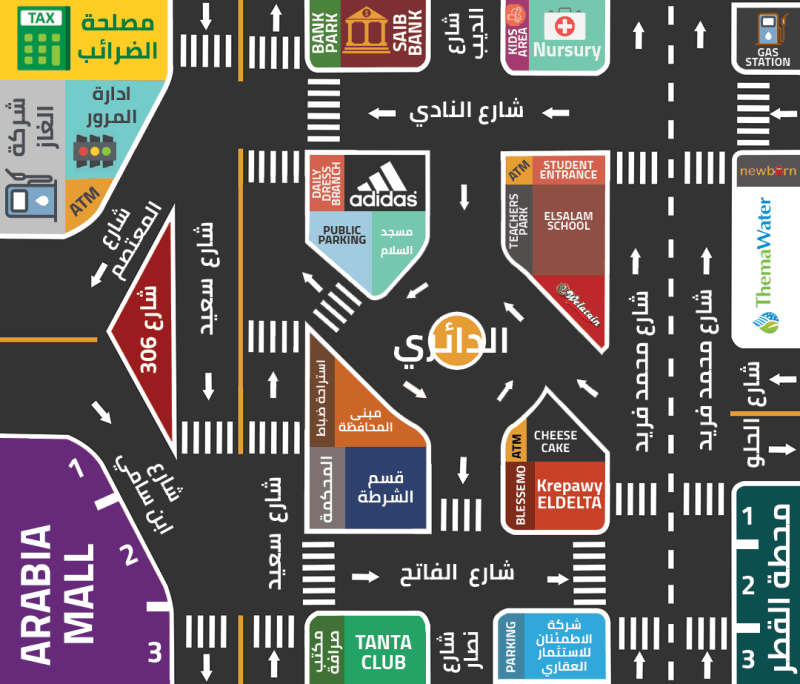 TAX
مصلحة
الضرائب
شارع
الديب
BANK
PARK
SAIB
BANK
KIDS
AREA
Nursury
GAS
STATION
شركة
الغاز
ادارة
المرور
ATM
شارع النادي
شارع
المعتصم
شارع سعيد
DAILY
DRESS
BRANCH
adidas
PUBLIC
PARKING
مسجد
السلام
ATM
STUDENT
ENTRANCE
TEACHERS
PARK
ELSALAM
SCHOOL
Welatain
newborn
ThemaWater
شارع 306
الدائري
شارع محمد فريد
شارع محمد فريد
شارع
الحلو
استراحة ضباط
مبنى
المحافظة
المحكمة
قسم
الشرطة
ATM
CHEESE
CAKE
BLESSEMO
Krepawy
ELDELTA
ARABIA
MALL
1
2
3
شارع
ابن سامي
شارع سعيد
شارع الفاتح
محطة القطر
1
2
3
مكتب
صرافة
TANTA
CLUB
شارع
نصار
PARKING
شركة
الاطمئنان
للاستثمار
العقاري